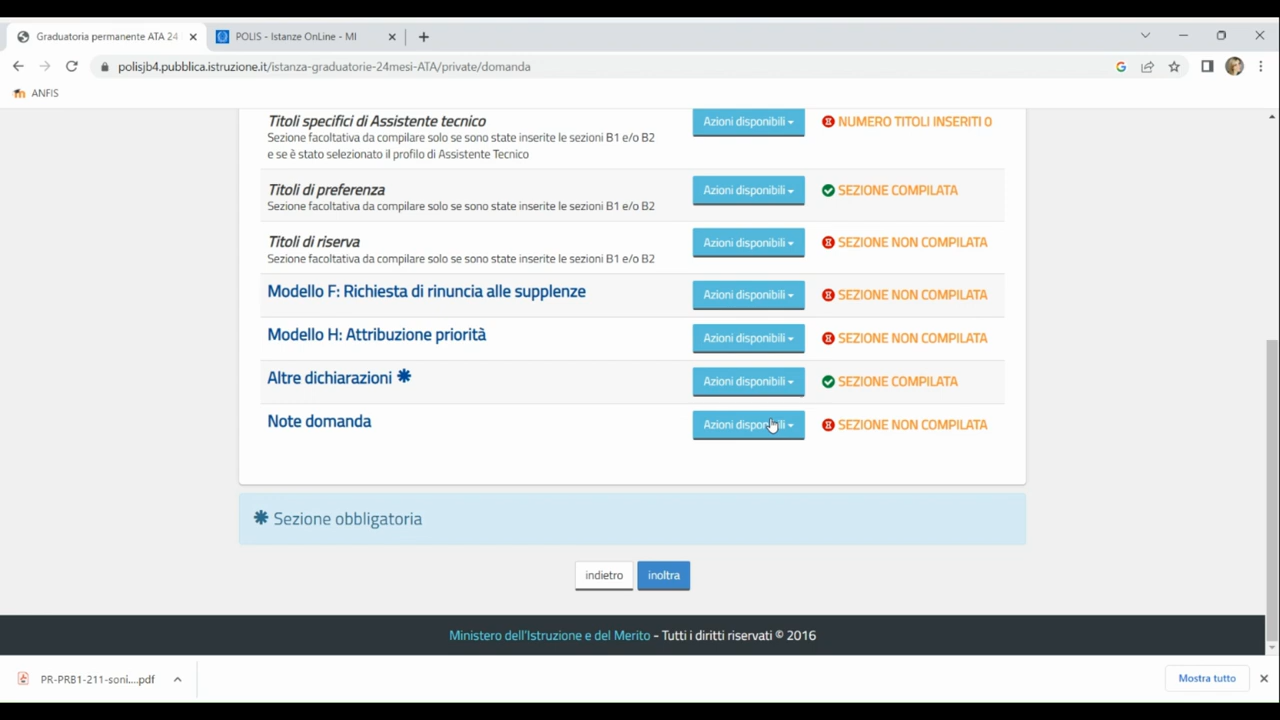 Graduatoria permanente ATA 24
POLIS - Istanze OnLine - MI
polisjb4.pubblica.istruzione.it/istanza-graduatorie-24mesi-ATA/private/domanda
ANFIS
Titoli specifici di Assistente tecnico
Sezione facoltativa da compilare solo se sono state inserite le sezioni B1 e/o B2
e se è stato selezionato il profilo di Assistente Tecnico
Azioni disponibili
NUMERO TITOLI INSERITI 0
Titoli di preferenza
Sezione facoltativa da compilare solo se sono state inserite le sezioni B1 e/o B2
Azioni disponibili
SEZIONE COMPILATA
Titoli di riserva
Sezione facoltativa da compilare solo se sono state inserite le sezioni B1 e/o B2
Azioni disponibili
SEZIONE NON COMPILATA
Modello F: Richiesta di rinuncia alle supplenze
Azioni disponibili
SEZIONE NON COMPILATA
Modello H: Attribuzione priorità
Azioni disponibili
SEZIONE NON COMPILATA
Altre dichiarazioni ✱
Azioni disponibili
SEZIONE COMPILATA
Note domanda
Azioni disponibili
SEZIONE NON COMPILATA
✱ Sezione obbligatoria
indietro
inoltra
Ministero dell'Istruzione e del Merito - Tutti i diritti riservati © 2016
PR-PRB1-211-soni....pdf
Mostra tutto